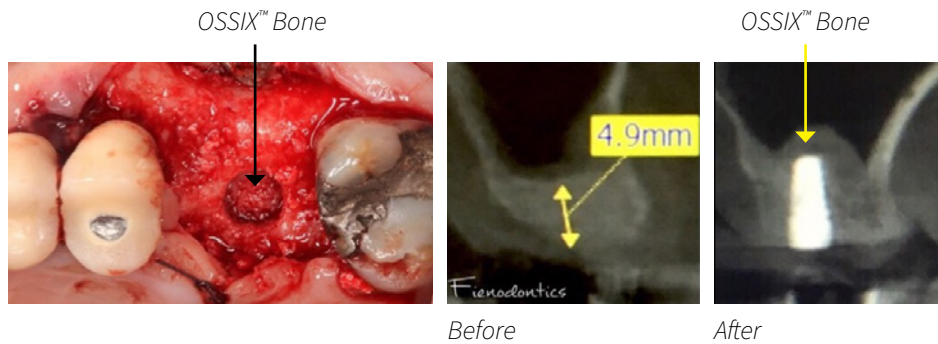 OSSIX™ Bone
OSSIX™ Bone
4.9mm
Fienodontics
Before
After